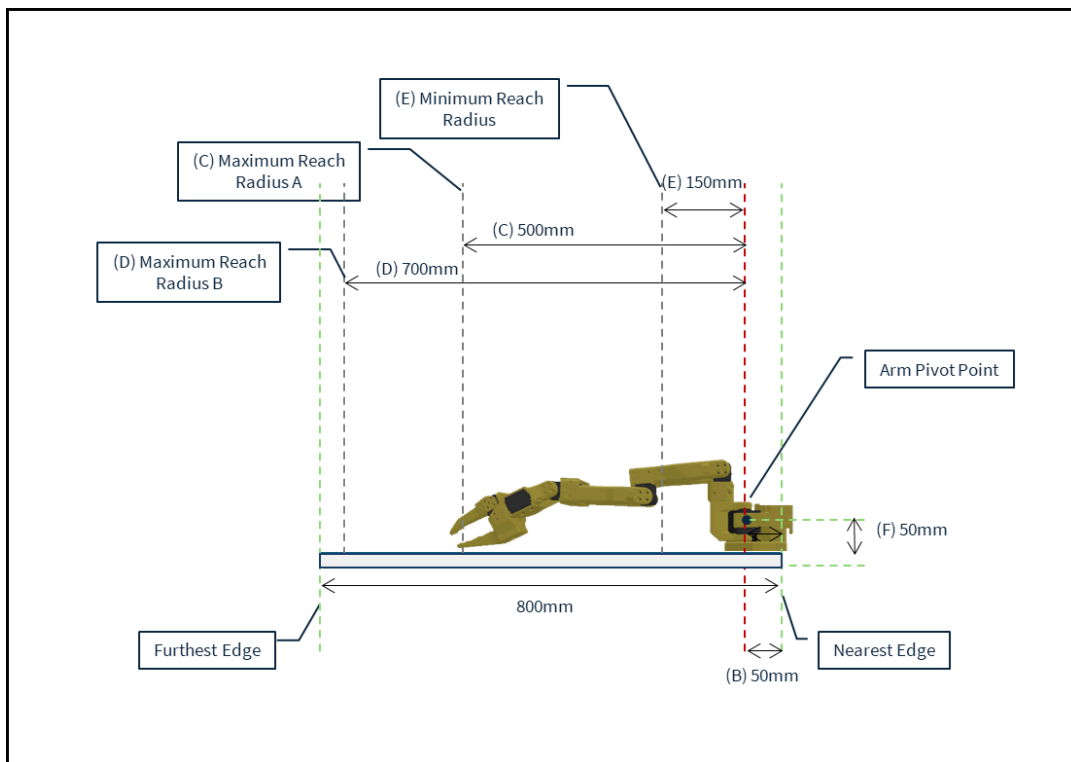 (E) Minimum Reach
Radius
(C) Maximum Reach
Radius A
(E) 150mm
(C) 500mm
(D) Maximum Reach
Radius B
(D) 700mm
Arm Pivot Point
(F) 50mm
800mm
Furthest Edge
Nearest Edge
(B) 50mm